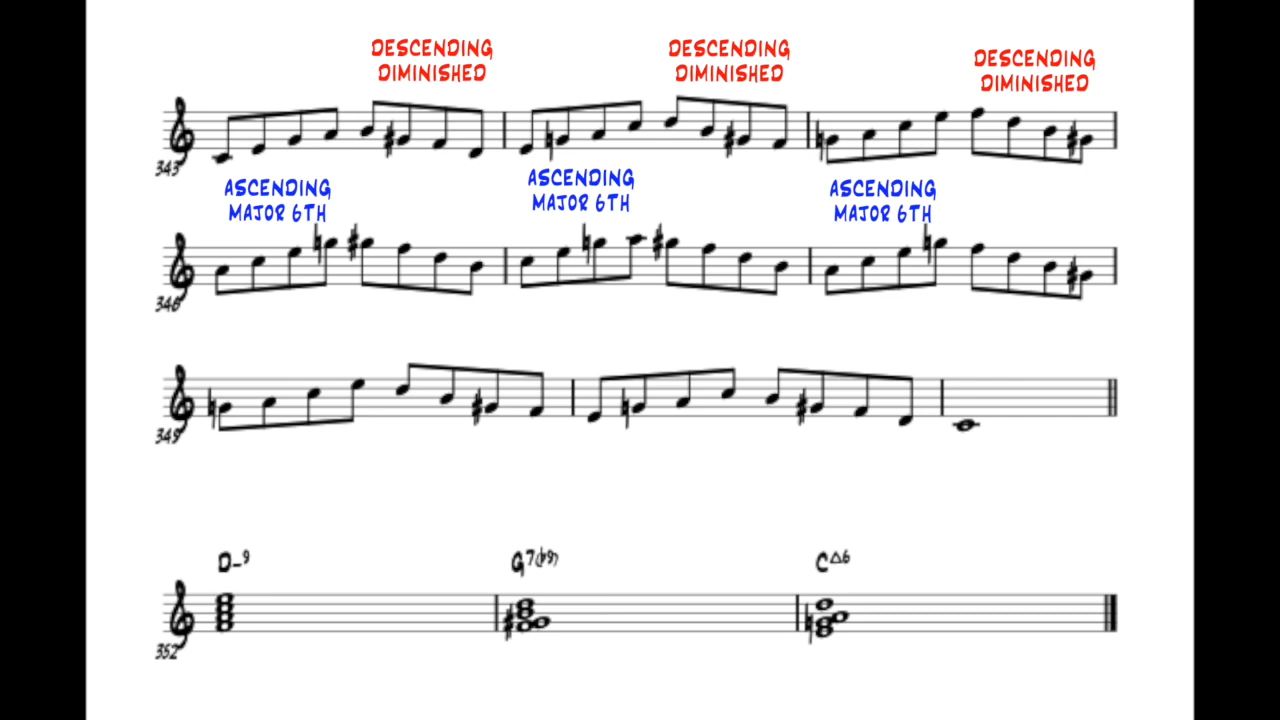 DESCENDING
DIMINISHED
DESCENDING
DIMINISHED
DESCENDING
DIMINISHED
343
ASCENDING
MAJOR 6TH
ASCENDING
MAJOR 6TH
ASCENDING
MAJOR 6TH
346
349
D-9
G7(b9)
C△6
352